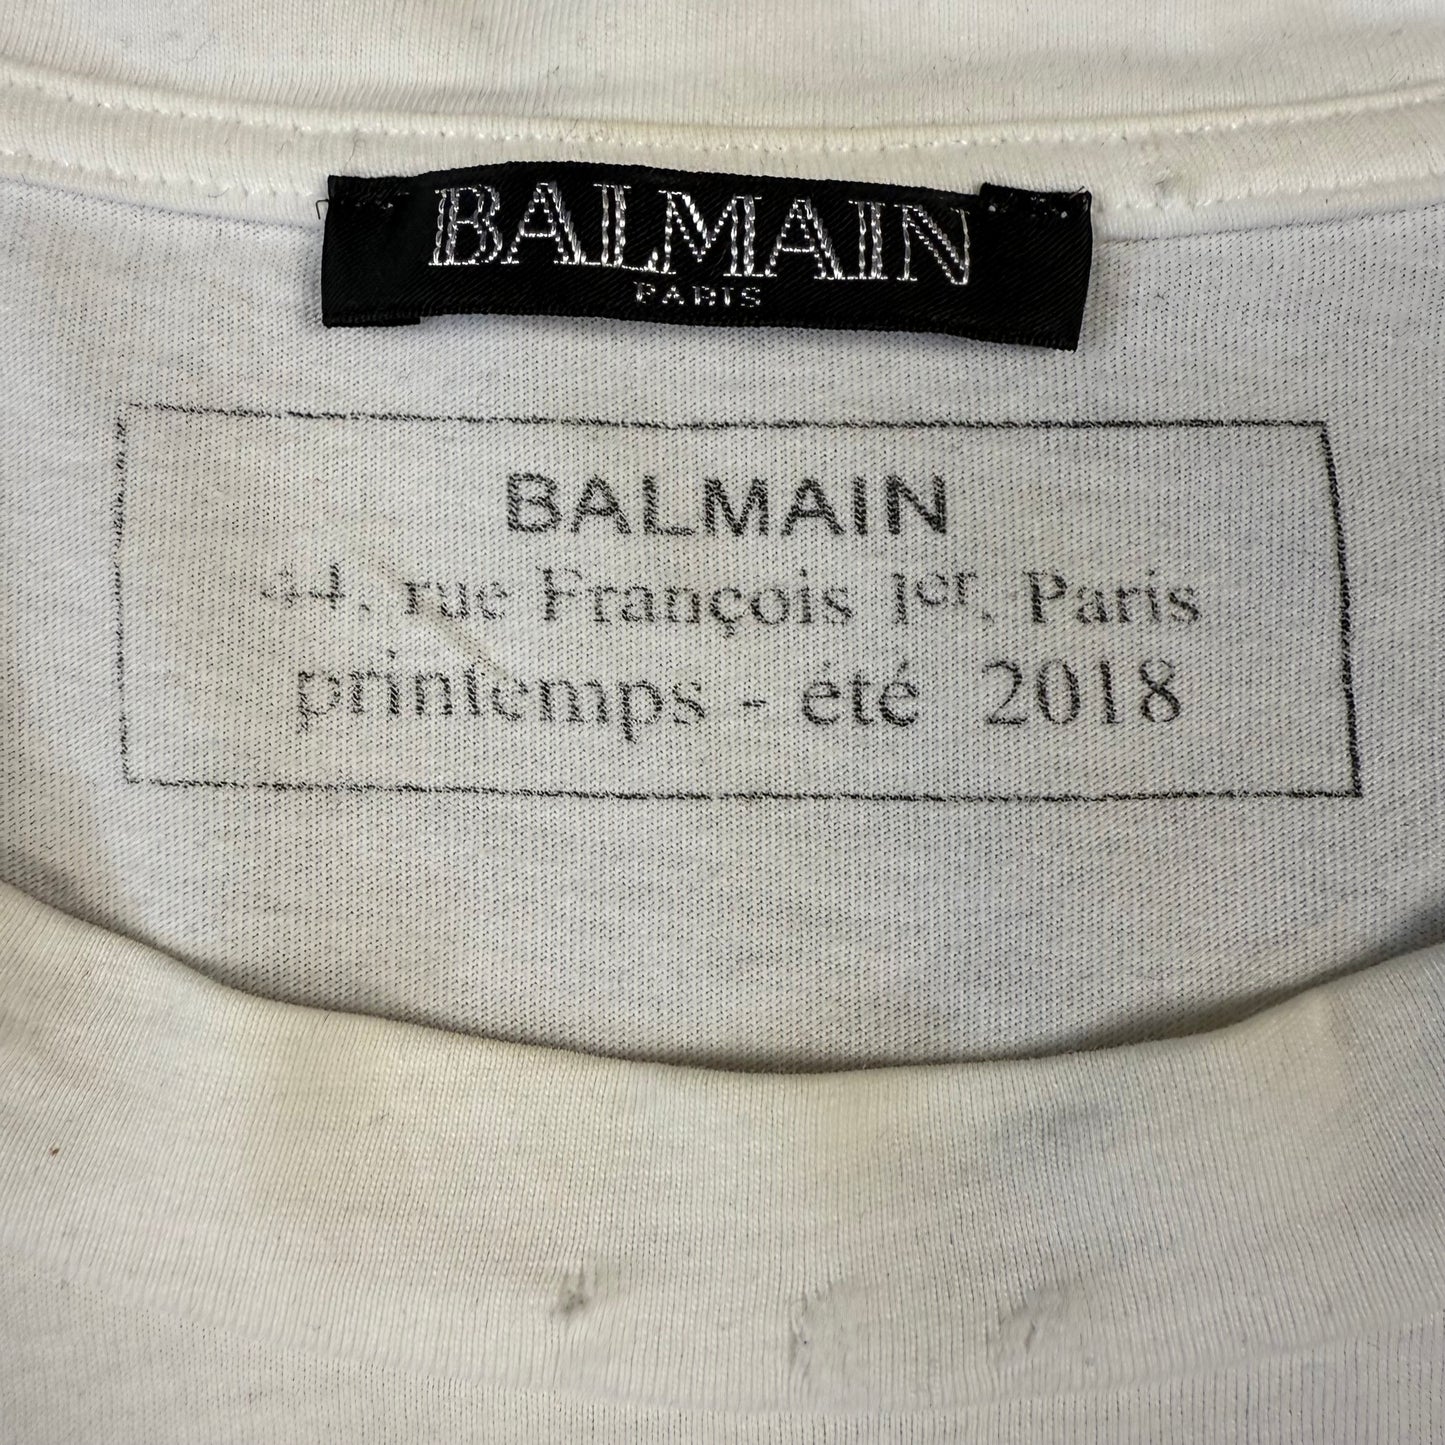 BALMAIN
PARIS
BALMAIN
44, rue François 1er, Paris
printemps - été 2018